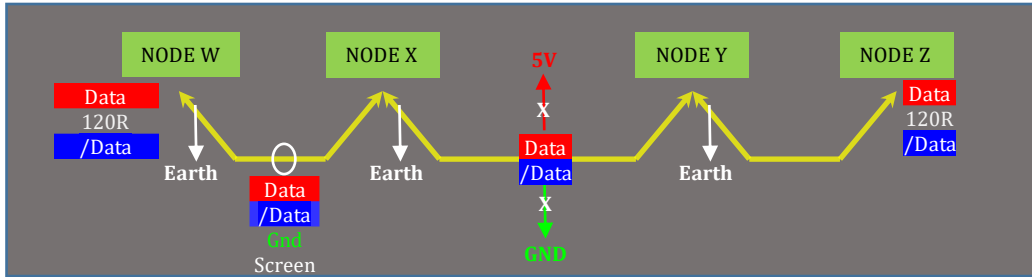 NODE W
NODE X
NODE Y
NODE Z
5V
X
Data
120R
/Data
Data
120R
/Data
Data
/Data
Earth
Earth
Earth
Data
/Data
Gnd
Screen
X
GND